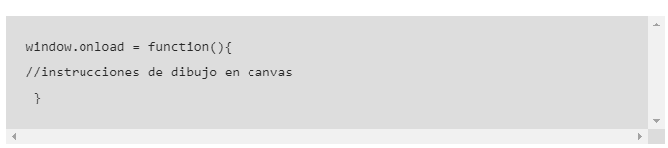 window.onload = function(){
//instrucciones de dibujo en canvas
}